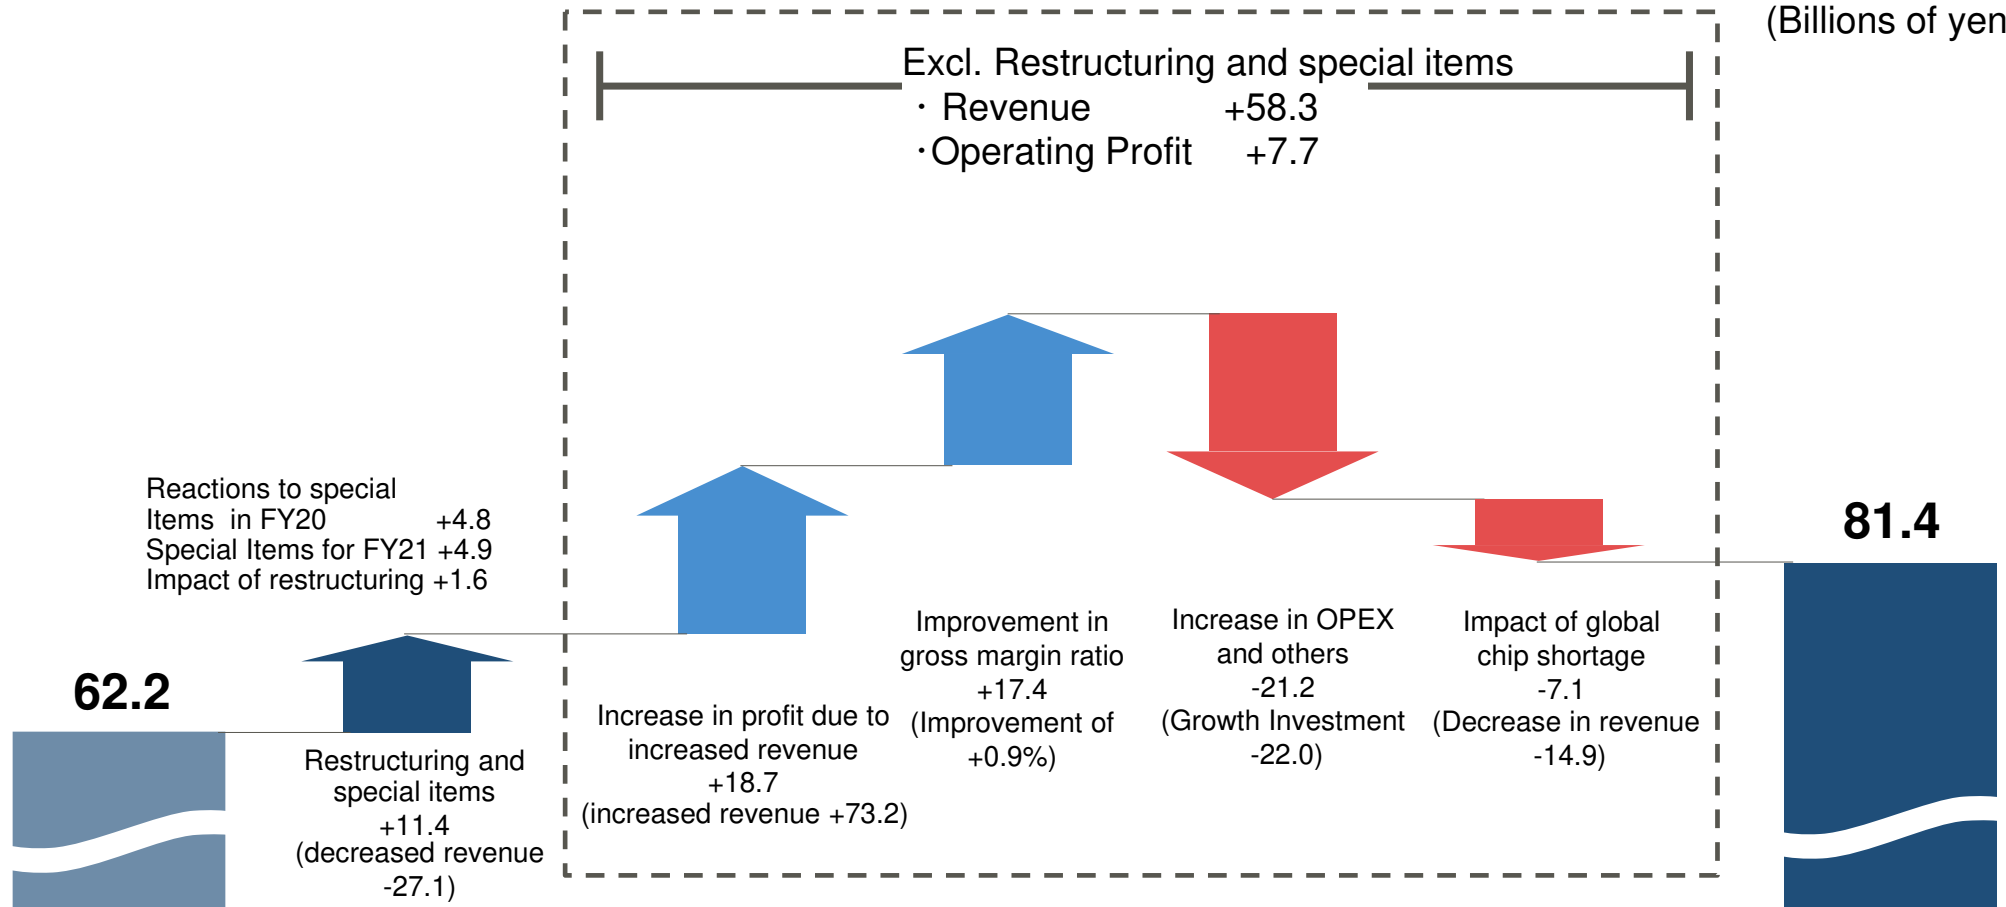 (Billions of yen
Excl. Restructuring and special items
・ Revenue +58.3
・Operating Profit +7.7
Reactions to special
Items in FY20 +4.8
Special Items for FY21 +4.9
Impact of restructuring +1.6
62.2
Restructuring and
special items
+11.4
(decreased revenue
-27.1)
Increase in profit due to
increased revenue
+18.7
(increased revenue +73.2)
Improvement in
gross margin ratio
+17.4
(Improvement of
+0.9%)
Increase in OPEX
and others
-21.2
(Growth Investment
-22.0)
Impact of global
chip shortage
-7.1
(Decrease in revenue
-14.9)
81.4